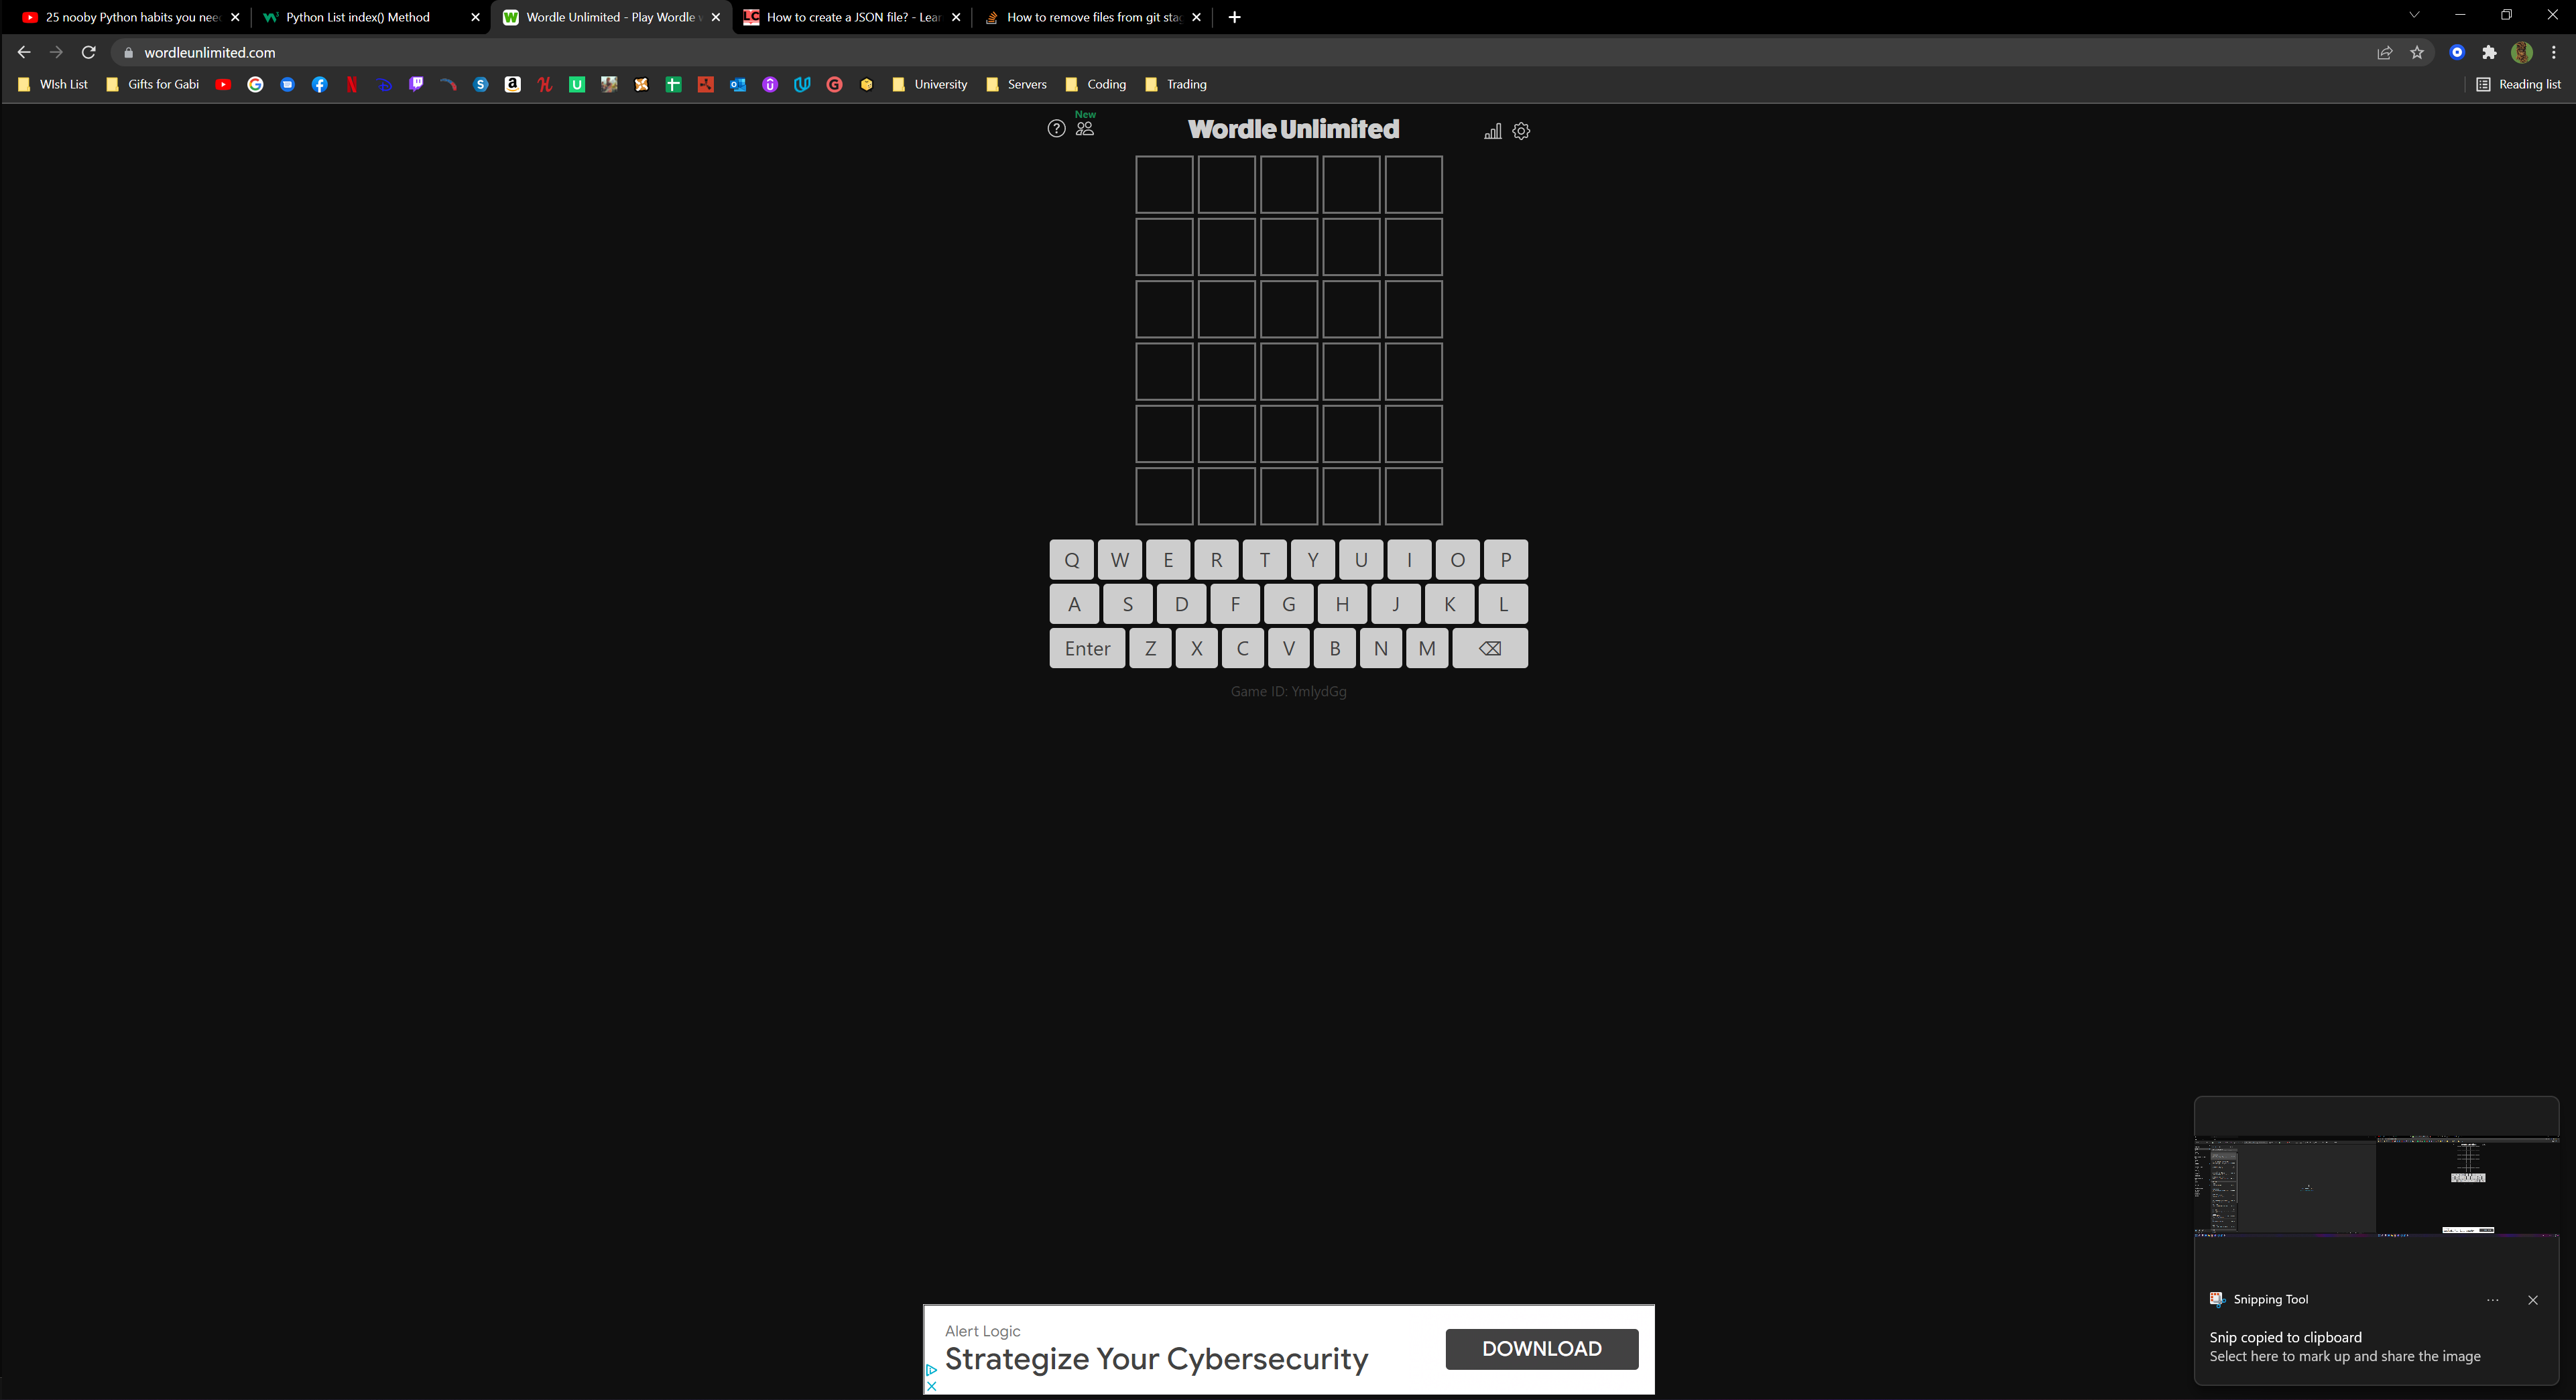 25 nooby Python habits you nee
Python List index() Method
Wordle Unlimited - Play Wordle
How to create a JSON file? - Lear
How to remove files from git stag
wordleunlimited.com
WIsh List
Gifts for Gabi
University
Servers
Coding
Trading
Reading list
New
Wordle Unlimited
Q W E R T Y U I O P
A S D F G H J K L
Enter Z X C V B N M
Game ID: YmlydGg
Snipping Tool
Snip copied to clipboard
Select here to mark up and share the image
Alert Logic
Strategize Your Cybersecurity
DOWNLOAD